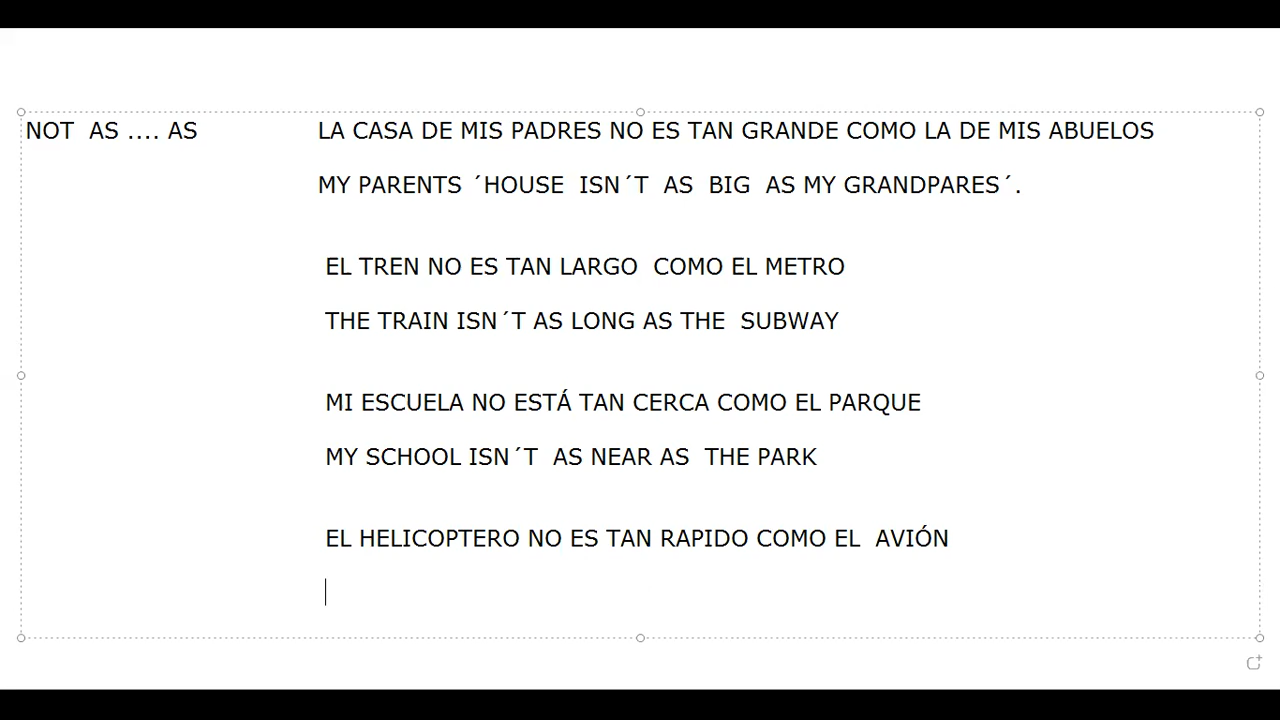 NOT AS .... AS LA CASA DE MIS PADRES NO ES TAN GRANDE COMO LA DE MIS ABUELOS
MY PARENTS ´HOUSE ISN´T AS BIG AS MY GRANDPARES´.
EL TREN NO ES TAN LARGO COMO EL METRO
THE TRAIN ISN´T AS LONG AS THE SUBWAY
MI ESCUELA NO ESTÁ TAN CERCA COMO EL PARQUE
MY SCHOOL ISN´T AS NEAR AS THE PARK
EL HELICOPTERO NO ES TAN RAPIDO COMO EL AVIÓN